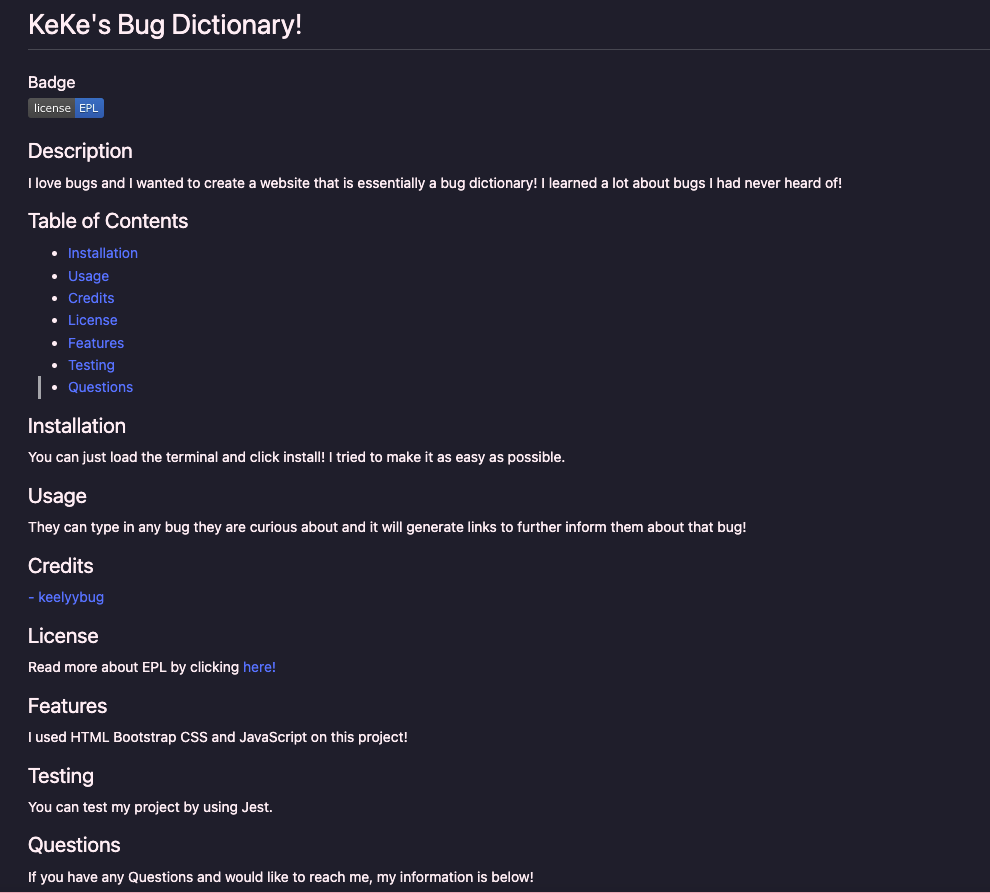 KeKe's Bug Dictionary!
Badge
license EPL
Description
I love bugs and I wanted to create a website that is essentially a bug dictionary! I learned a lot about bugs I had never heard of!
Table of Contents
Installation
Usage
Credits
License
Features
Testing
Questions
Installation
You can just load the terminal and click install! I tried to make it as easy as possible.
Usage
They can type in any bug they are curious about and it will generate links to further inform them about that bug!
Credits
- keelyybug
License
Read more about EPL by clicking here!
Features
I used HTML Bootstrap CSS and JavaScript on this project!
Testing
You can test my project by using Jest.
Questions
If you have any Questions and would like to reach me, my information is below!